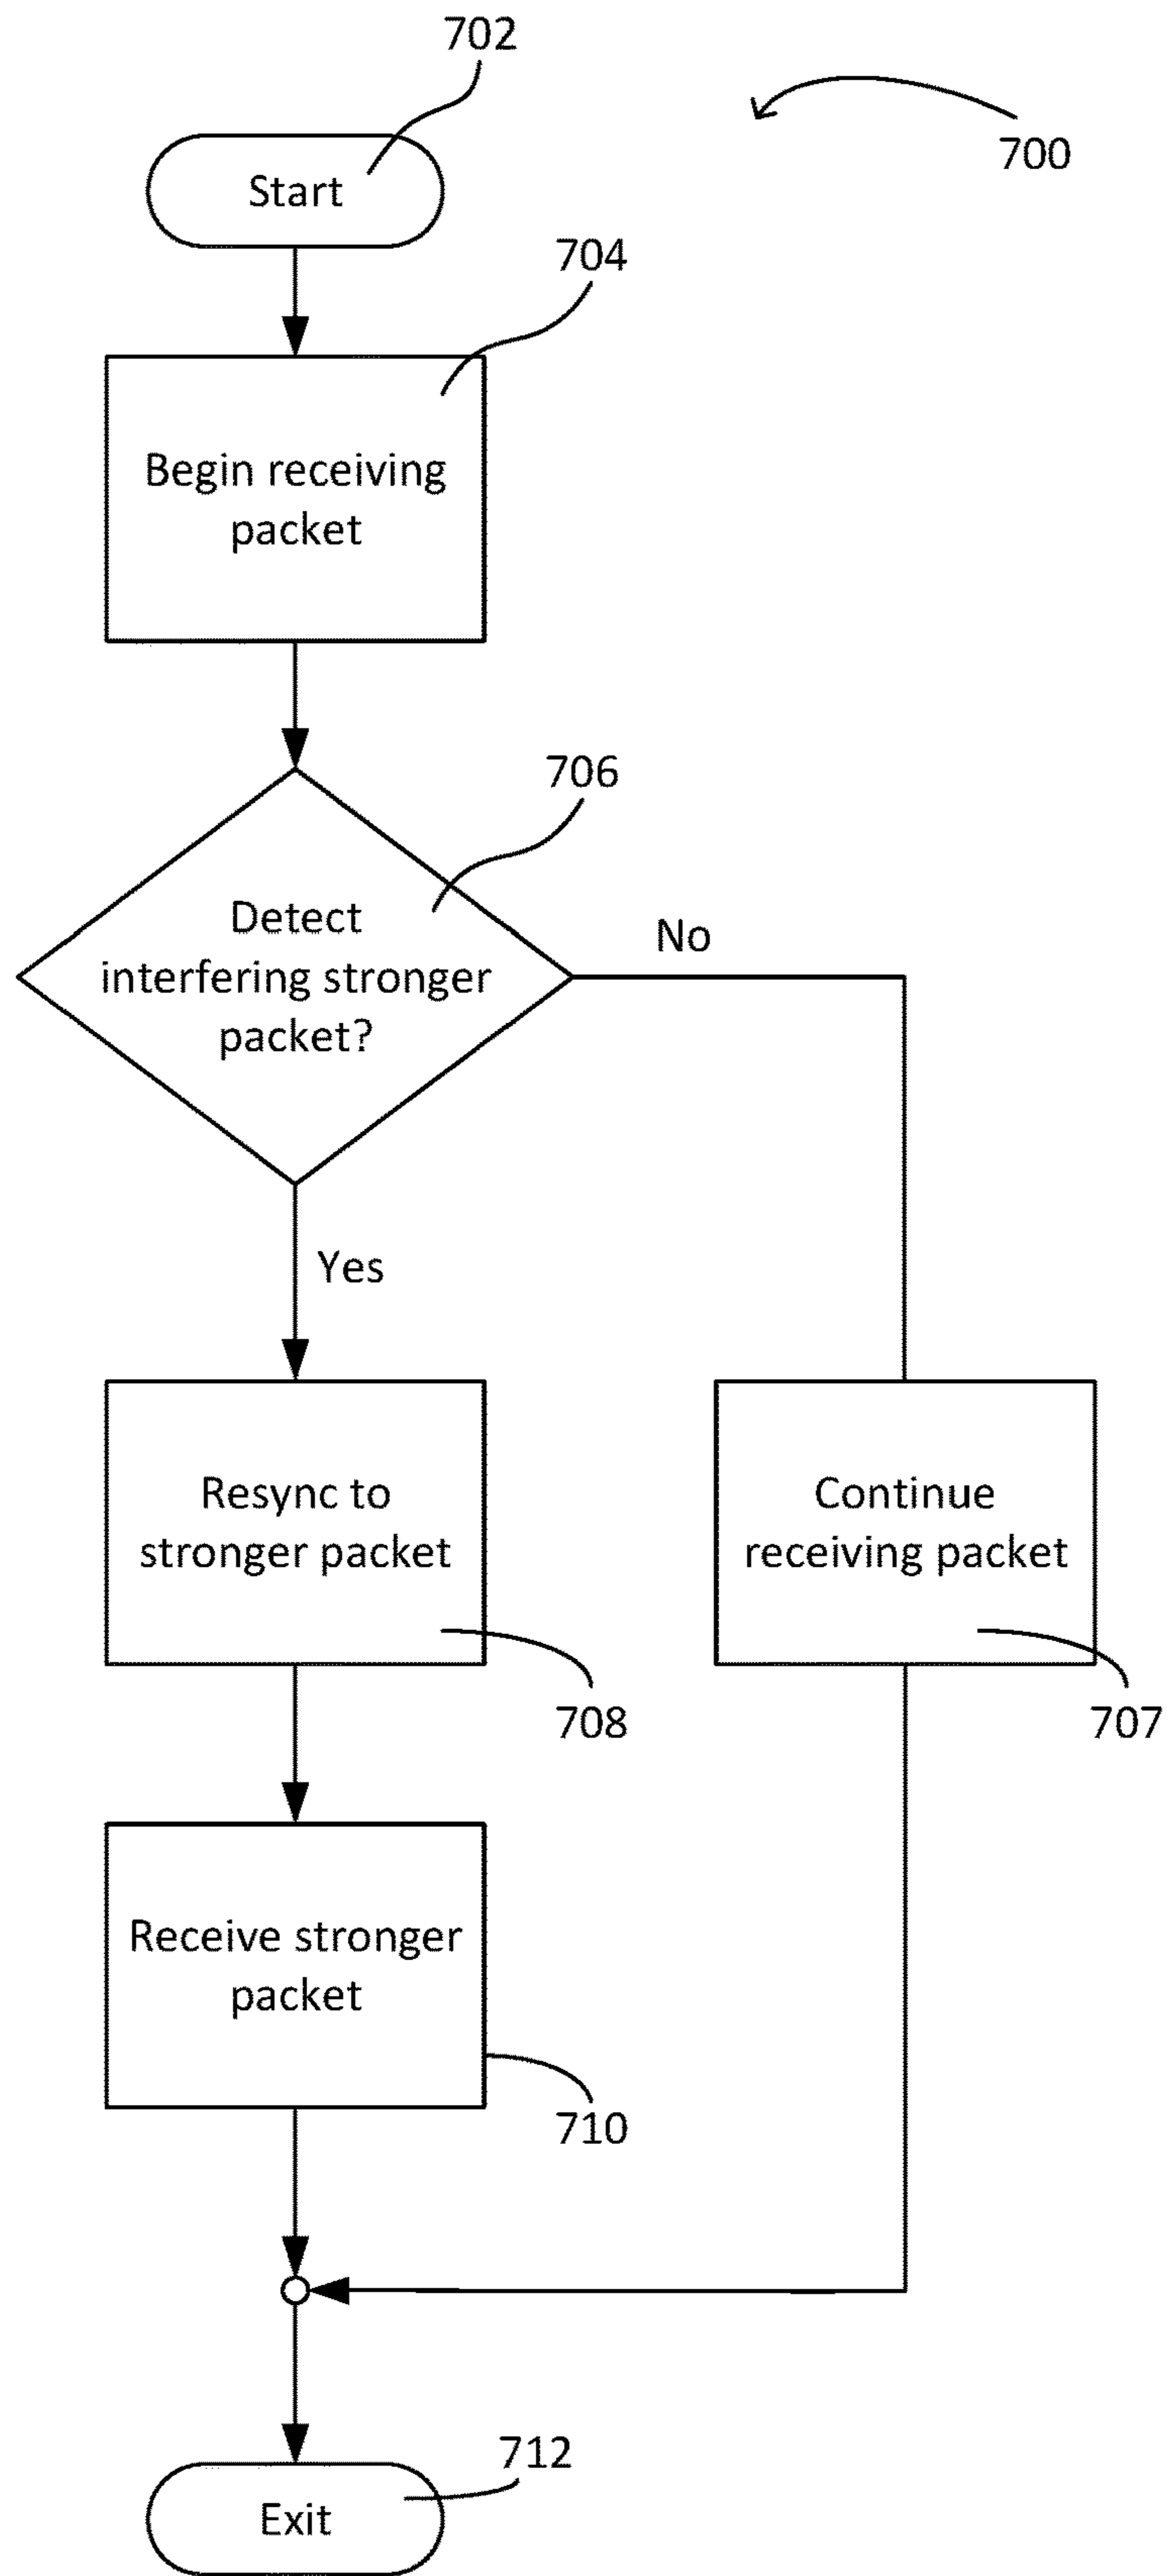 702
700
Start
704
Begin receiving
packet
706
Detect
interfering stronger
packet?
No
Yes
Resync to
stronger packet
708
Continue
receiving packet
707
Receive stronger
packet
710
712
Exit